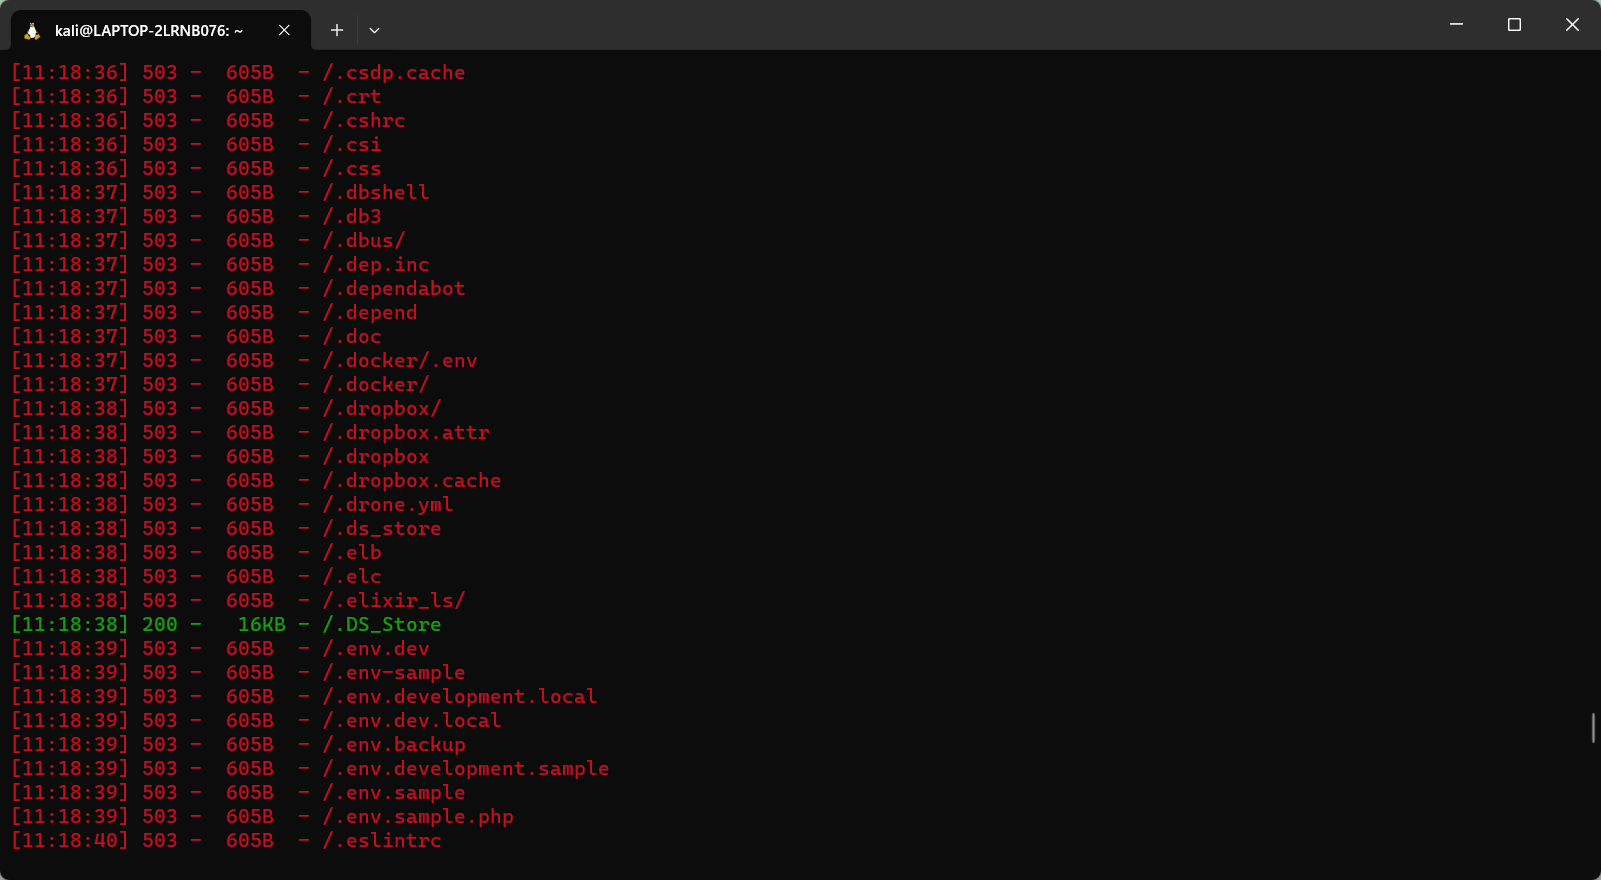 kali@LAPTOP-2LRNB076: ~
[11:18:36] 503 -  605B  - /.csdp.cache
[11:18:36] 503 -  605B  - /.crt
[11:18:36] 503 -  605B  - /.cshrc
[11:18:36] 503 -  605B  - /.csi
[11:18:36] 503 -  605B  - /.css
[11:18:37] 503 -  605B  - /.dbshell
[11:18:37] 503 -  605B  - /.db3
[11:18:37] 503 -  605B  - /.dbus/
[11:18:37] 503 -  605B  - /.dep.inc
[11:18:37] 503 -  605B  - /.dependabot
[11:18:37] 503 -  605B  - /.depend
[11:18:37] 503 -  605B  - /.doc
[11:18:37] 503 -  605B  - /.docker/.env
[11:18:37] 503 -  605B  - /.docker/
[11:18:38] 503 -  605B  - /.dropbox/
[11:18:38] 503 -  605B  - /.dropbox.attr
[11:18:38] 503 -  605B  - /.dropbox
[11:18:38] 503 -  605B  - /.dropbox.cache
[11:18:38] 503 -  605B  - /.drone.yml
[11:18:38] 503 -  605B  - /.ds_store
[11:18:38] 503 -  605B  - /.elb
[11:18:38] 503 -  605B  - /.elc
[11:18:38] 503 -  605B  - /.elixir_ls/
[11:18:38] 200 -   16KB - /.DS_Store
[11:18:39] 503 -  605B  - /.env.dev
[11:18:39] 503 -  605B  - /.env-sample
[11:18:39] 503 -  605B  - /.env.development.local
[11:18:39] 503 -  605B  - /.env.dev.local
[11:18:39] 503 -  605B  - /.env.backup
[11:18:39] 503 -  605B  - /.env.development.sample
[11:18:39] 503 -  605B  - /.env.sample
[11:18:39] 503 -  605B  - /.env.sample.php
[11:18:40] 503 -  605B  - /.eslintrc